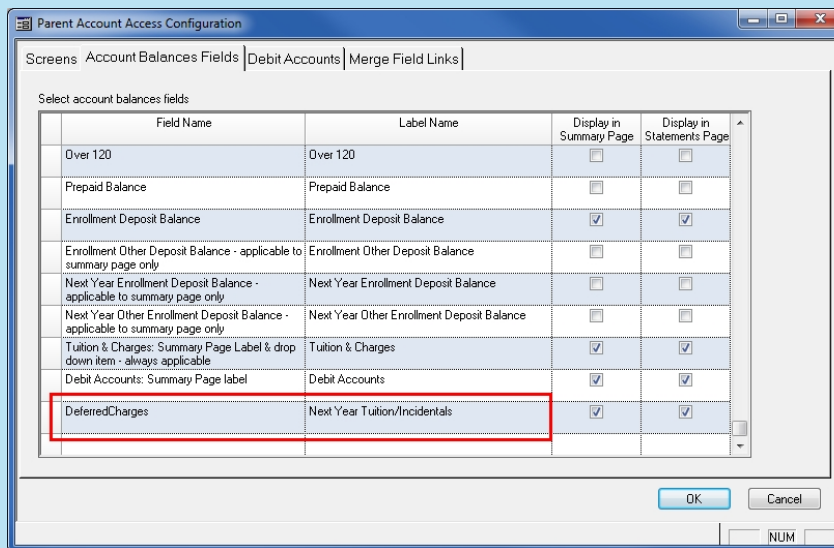 Parent Account Access Configuration
Screens Account Balances Fields Debit Accounts Merge Field Links
Select account balances fields
Field Name Label Name Display in Summary Page Display in Statements Page
Over 120 Over 120
Prepaid Balance Prepaid Balance
Enrollment Deposit Balance Enrollment Deposit Balance
Enrollment Other Deposit Balance - applicable to Enrollment Other Deposit Balance
summary page only
Next Year Enrollment Deposit Balance - Next Year Enrollment Deposit Balance
applicable to summary page only
Next Year Other Enrollment Deposit Balance - Next Year Other Enrollment Deposit Balance
applicable to summary page only
Tuition & Charges: Summary Page Label & drop Tuition & Charges
down item - always applicable
Debit Accounts: Summary Page label Debit Accounts
DeferredCharges Next Year Tuition/Incidentals
OK Cancel
NUM